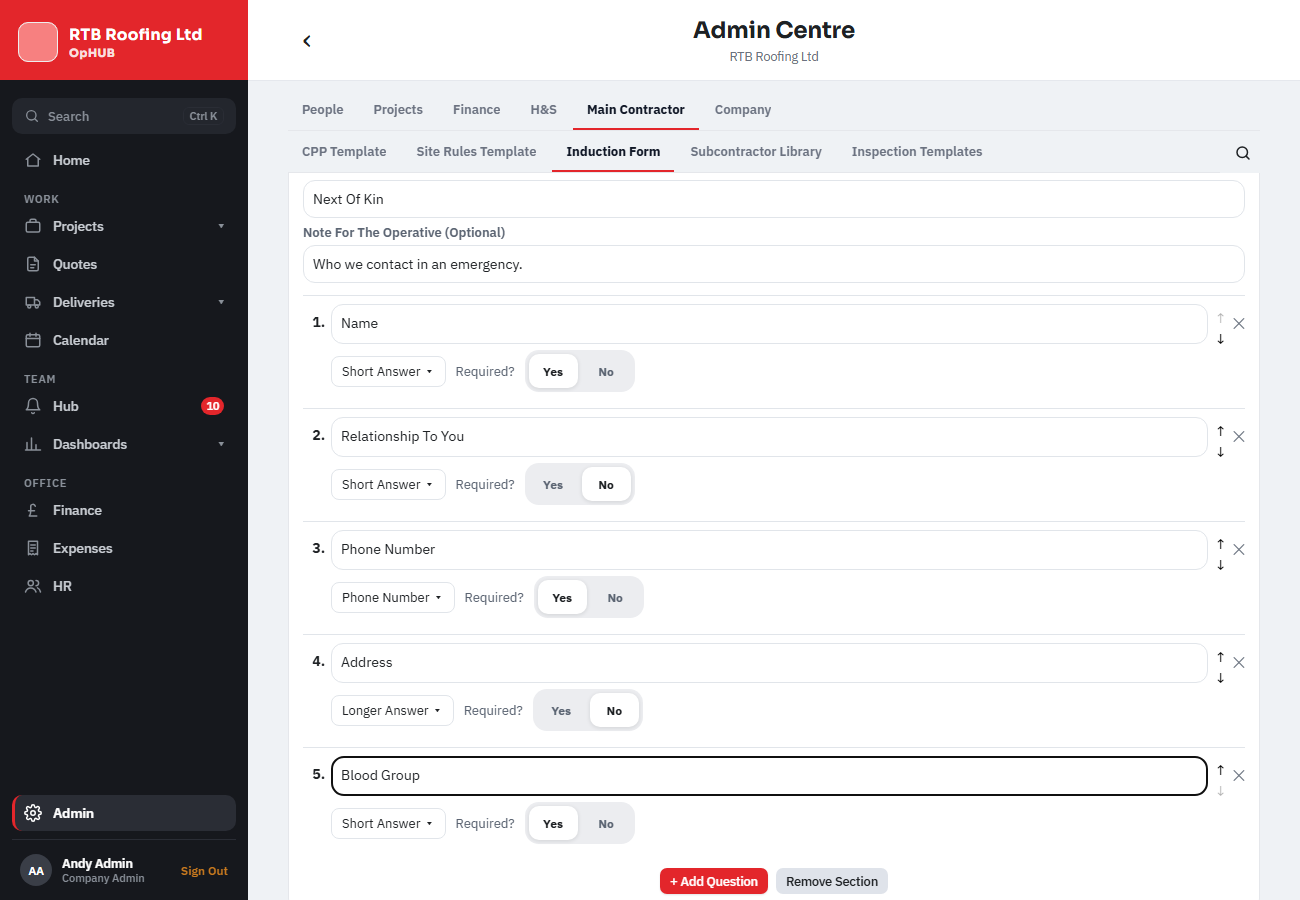 RTB Roofing Ltd
OpHUB
Search
Ctrl K
Home
WORK
Projects
Quotes
Deliveries
Calendar
TEAM
Hub
10
Dashboards
OFFICE
Finance
Expenses
HR
Admin
AA
Andy Admin
Company Admin
Sign Out
Admin Centre
RTB Roofing Ltd
People
Projects
Finance
H&S
Main Contractor
Company
CPP Template
Site Rules Template
Induction Form
Subcontractor Library
Inspection Templates
Next Of Kin
Note For The Operative (Optional)
Who we contact in an emergency.
1. Name
Short Answer
Required?
Yes
No
2. Relationship To You
Short Answer
Required?
Yes
No
3. Phone Number
Phone Number
Required?
Yes
No
4. Address
Longer Answer
Required?
Yes
No
5. Blood Group
Short Answer
Required?
Yes
No
+ Add Question
Remove Section